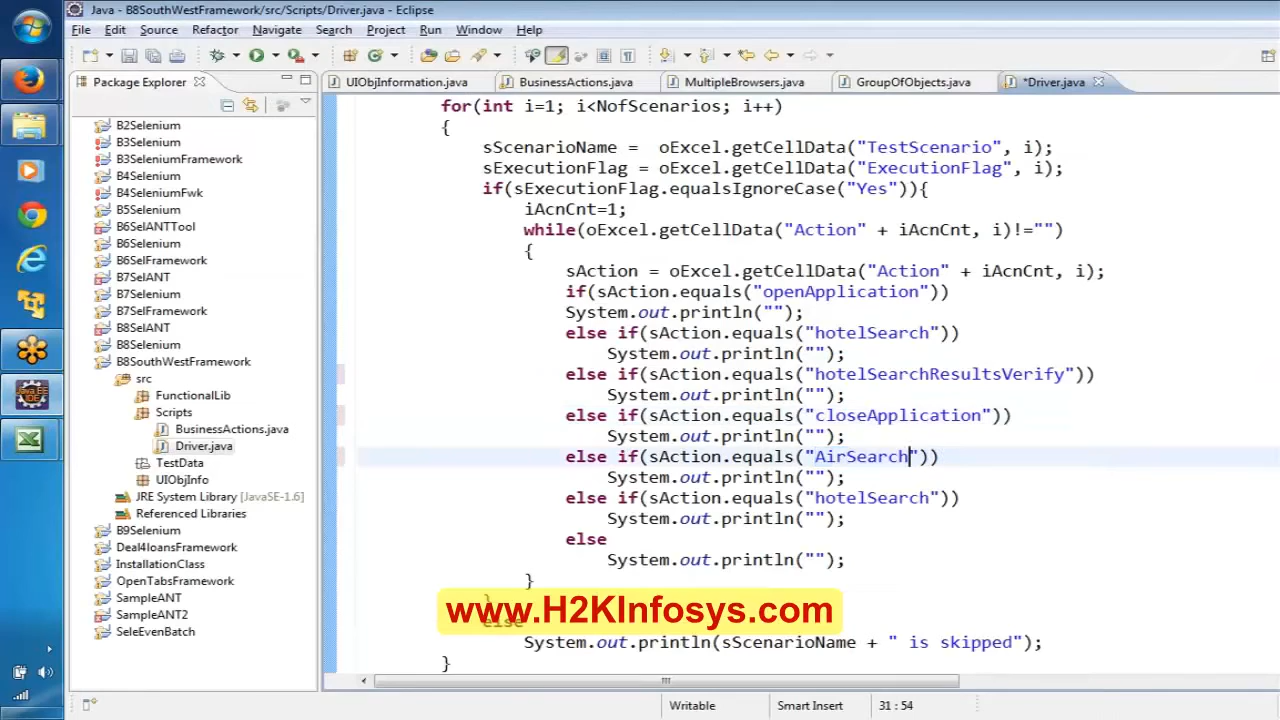 Java - B8SouthWestFramework/src/Scripts/Driver.java - Eclipse
File Edit Source Refactor Navigate Search Project Run Window Help
Package Explorer
UIObjInformation.java BusinessActions.java MultipleBrowsers.java GroupOfObjects.java *Driver.java
B2Selenium
B3Selenium
B3SeleniumFramework
B4Selenium
B4SeleniumFwk
B5Selenium
B6SelANTTool
B6Selenium
B6SelFramework
B7SelANT
B7Selenium
B7SelFramework
B8SelANT
B8Selenium
B8SouthWestFramework
src
FunctionalLib
Scripts
BusinessActions.java
Driver.java
TestData
UIObjInfo
JRE System Library [JavaSE-1.6]
Referenced Libraries
B9Selenium
Deal4loansFramework
InstallationClass
OpenTabsFramework
SampleANT
SampleANT2
SeleEvenBatch
for(int i=1; i<NofScenarios; i++)
{
sScenarioName = oExcel.getCellData("TestScenario", i);
sExecutionFlag = oExcel.getCellData("ExecutionFlag", i);
if(sExecutionFlag.equalsIgnoreCase("Yes")){
iAcnCnt=1;
while(oExcel.getCellData("Action" + iAcnCnt, i)!="")
{
sAction = oExcel.getCellData("Action" + iAcnCnt, i);
if(sAction.equals("openApplication"))
System.out.println("");
else if(sAction.equals("hotelSearch"))
System.out.println("");
else if(sAction.equals("hotelSearchResultsVerify"))
System.out.println("");
else if(sAction.equals("closeApplication"))
System.out.println("");
else if(sAction.equals("AirSearch"))
System.out.println("");
else if(sAction.equals("hotelSearch"))
System.out.println("");
else
System.out.println("");
}
www.H2KInfosys.com
else
System.out.println(sScenarioName + " is skipped");
}
Writable Smart Insert 31 : 54